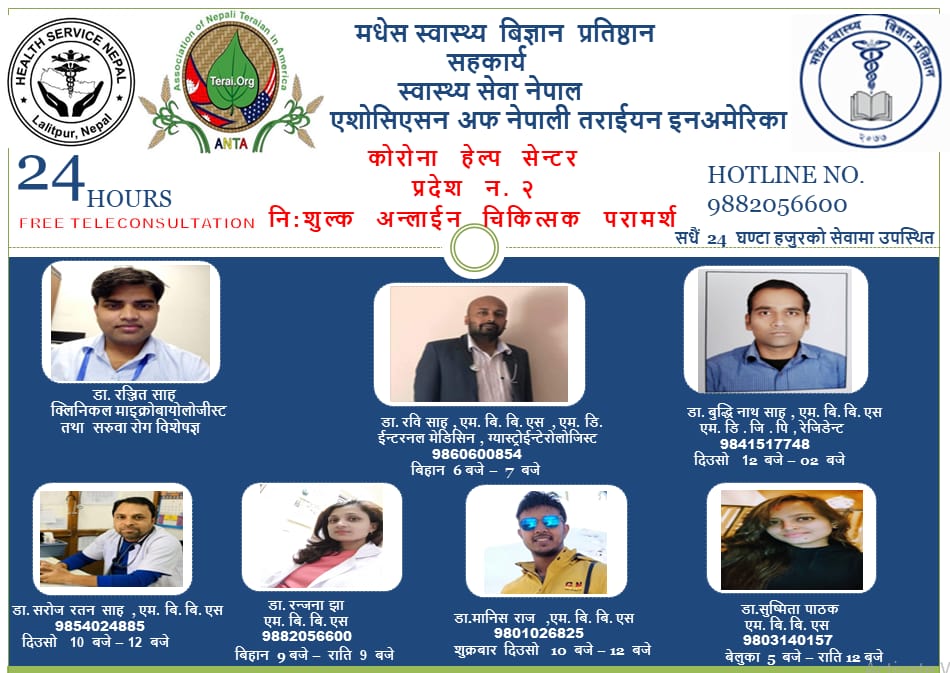 HEALTH SERVICE NEPAL
Lalitpur, Nepal
Association of Nepali Teraian in America
Terai.Org
ANTA
मधेस स्वास्थ्य बिज्ञान प्रतिष्ठान
सहकार्य
स्वास्थ्य सेवा नेपाल
एशोसिएसन अफ नेपाली तराईयन इनअमेरिका
मधेस स्वास्थ्य बिज्ञान प्रतिष्ठान
२०७७
24 HOURS
FREE TELECONSULTATION
कोरोना हेल्प सेन्टर
प्रदेश न. २
नि:शुल्क अनलाईन चिकित्सक परामर्श
HOTLINE NO.
9882056600
सधैं 24 घण्टा हजुरको सेवामा उपस्थित
डा. रञ्जित साह
क्लिनिकल माइक्रोबायोलोजीस्ट
तथा सरुवा रोग विशेषज्ञ
डा. रवि साह , एम. बि. बि. एस , एम. डि.
ईन्टरनल मेडिसिन , ग्यास्ट्रोईन्टेरोलोजिस्ट
9860600854
बिहान 6 बजे – 7 बजे
डा. बुद्धि नाथ साह , एम. बि. बि. एस
एम. डि . जि . पि , रेजिडेन्ट
9841517748
दिउसो 12 बजे – 02 बजे
डा. सरोज रतन साह , एम. बि. बि. एस
9854024885
दिउसो 10 बजे – 12 बजे
डा. रन्जना झा
एम. बि. बि. एस
9882056600
बिहान 9 बजे – राति 9 बजे
डा.मानिस राज ,एम. बि. बि. एस
9801026825
शुक्रबार दिउसो 10 बजे – 12 बजे
डा.सुष्मिता पाठक
एम. बि. बि. एस
9803140157
बेलुका 5 बजे – राति 12 बजे